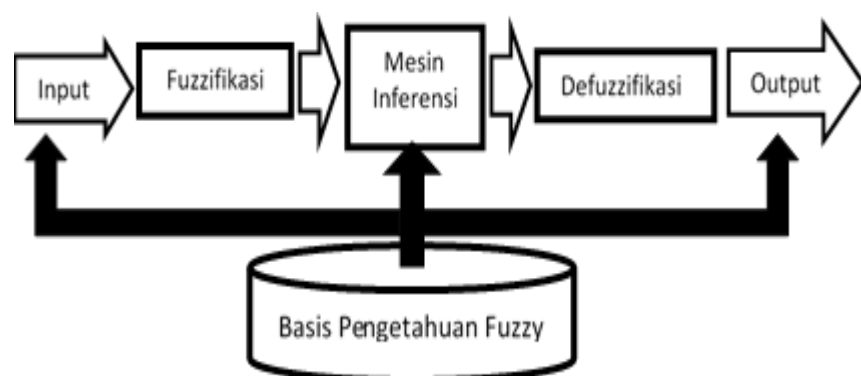 Input
Fuzzifikasi
Mesin
Inferensi
Defuzzifikasi
Output
Basis Pengetahuan Fuzzy